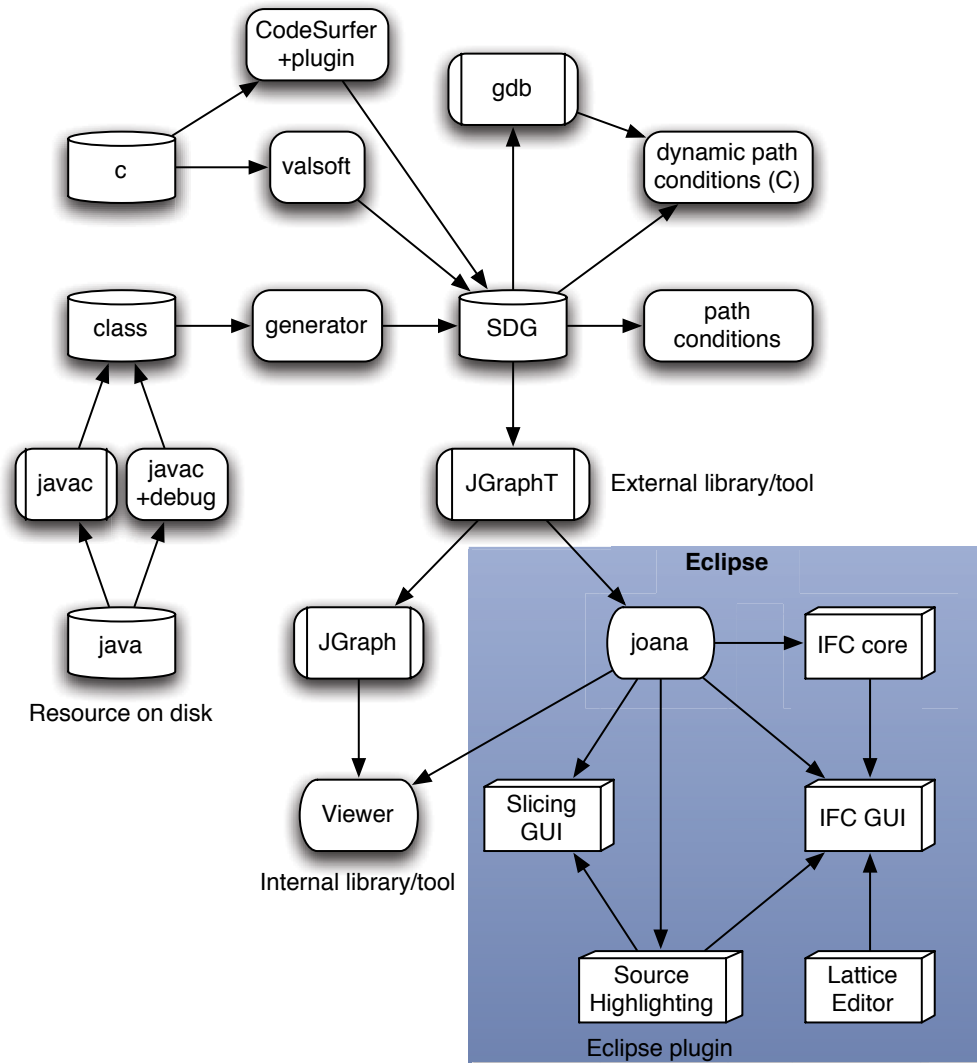 CodeSurfer
+plugin
gdb
c
valsoft
dynamic path
conditions (C)
class
generator
SDG
path
conditions
javac
javac
+debug
JGraphT
External library/tool
Eclipse
java
JGraph
joana
IFC core
Resource on disk
Viewer
Slicing
GUI
IFC GUI
Internal library/tool
Source
Highlighting
Lattice
Editor
Eclipse plugin